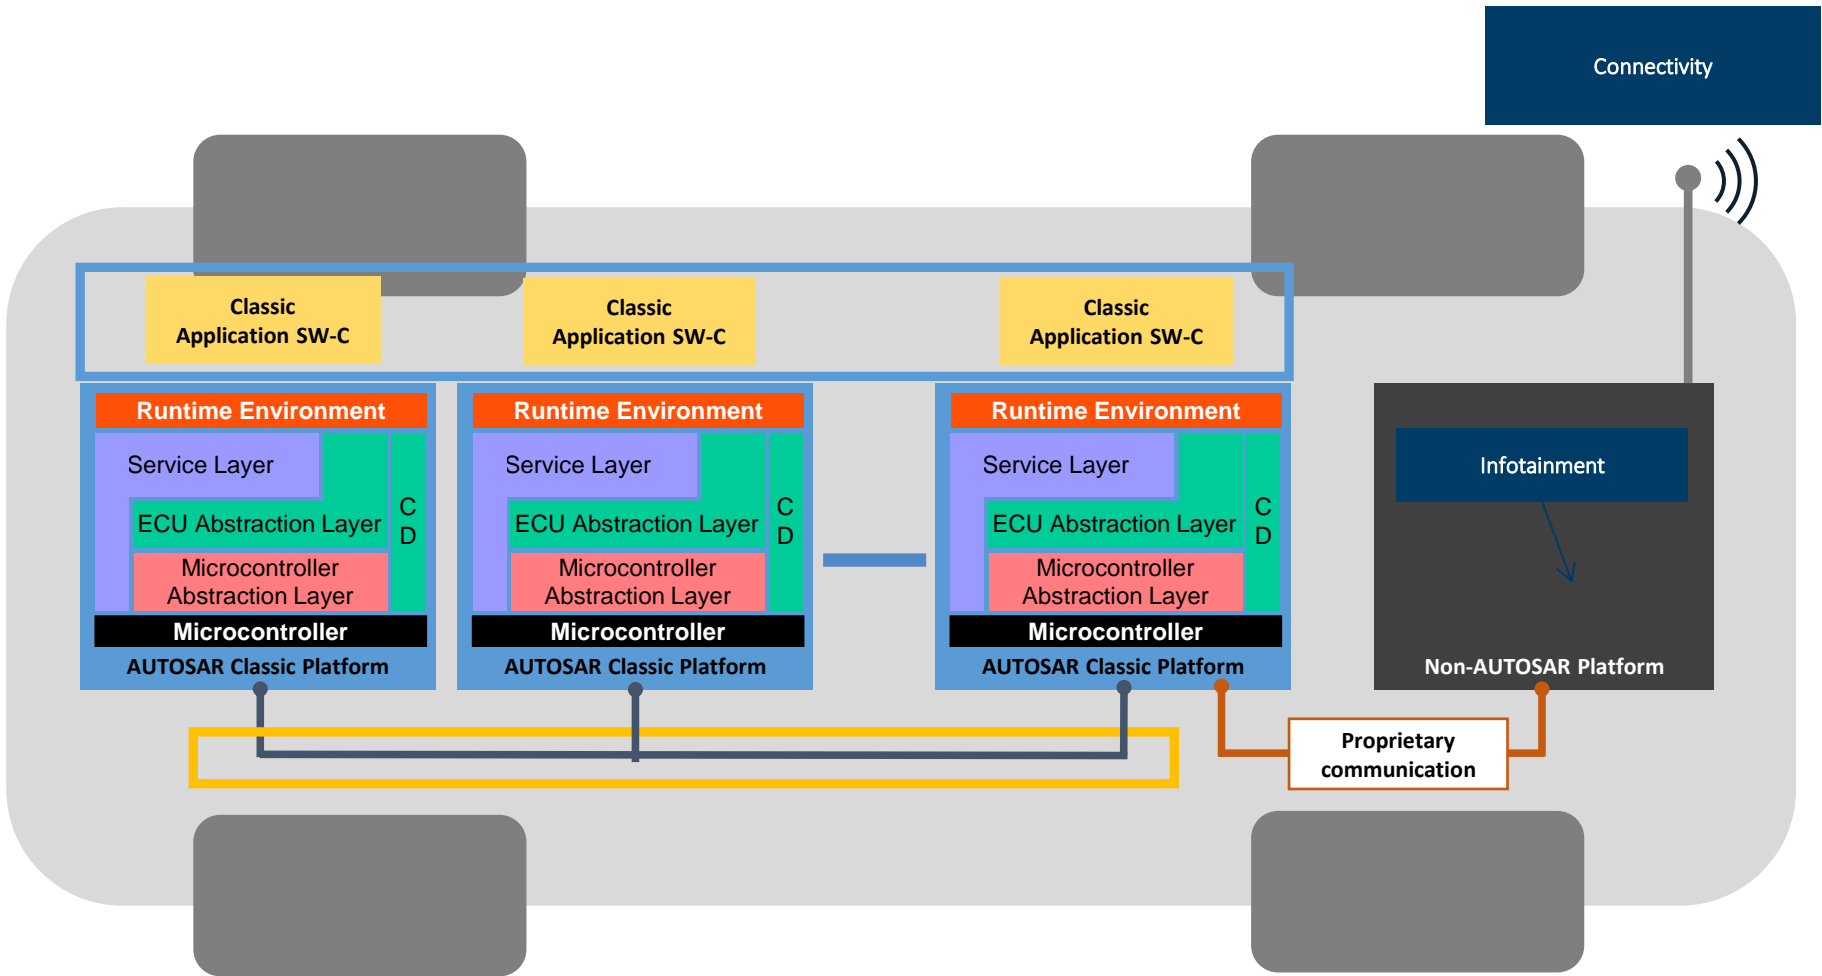 Connectivity
Classic
Application SW-C
Classic
Application SW-C
Classic
Application SW-C
Runtime Environment
Service Layer
ECU Abstraction Layer
C
D
Microcontroller
Abstraction Layer
Microcontroller
AUTOSAR Classic Platform
Runtime Environment
Service Layer
ECU Abstraction Layer
C
D
Microcontroller
Abstraction Layer
Microcontroller
AUTOSAR Classic Platform
Runtime Environment
Service Layer
ECU Abstraction Layer
C
D
Microcontroller
Abstraction Layer
Microcontroller
AUTOSAR Classic Platform
Infotainment
Non-AUTOSAR Platform
Proprietary
communication